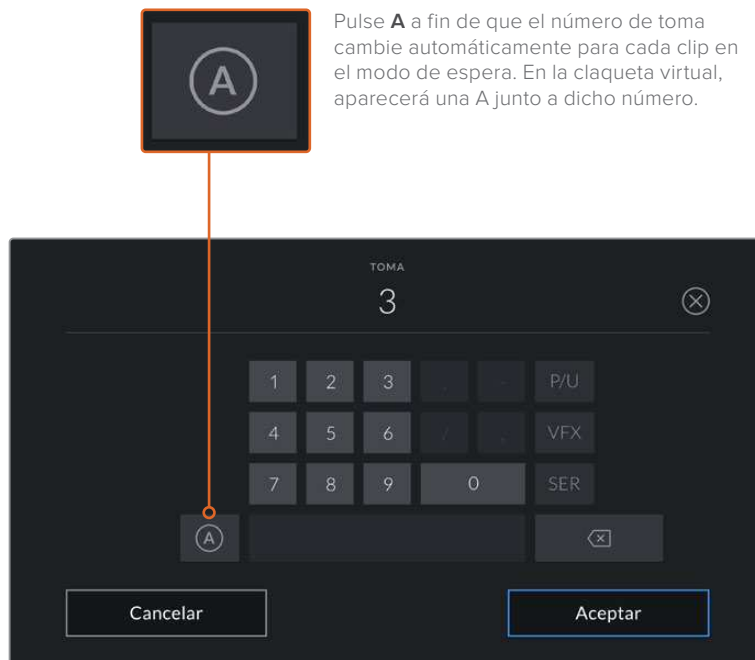 A
Pulse A a fin de que el número de toma
cambie automáticamente para cada clip en
el modo de espera. En la claqueta virtual,
aparecerá una A junto a dicho número.
TOMA
3
1 2 3 . - P/U
4 5 6 / , VFX
7 8 9 0 SER
A
Cancelar Aceptar